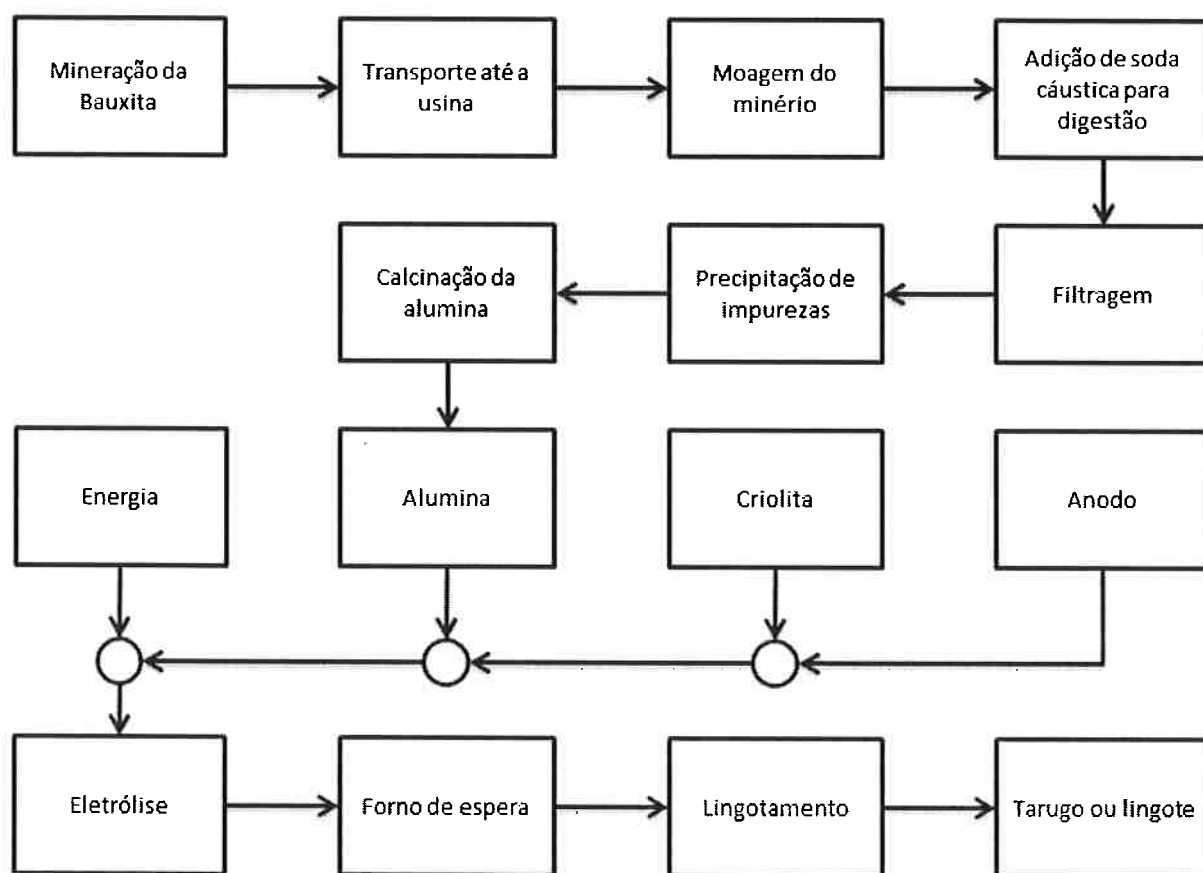 Mineração da
Bauxita
Transporte até a
usina
Moagem do
minério
Adição de soda
cáustica para
digestão
Calcinação da
alumina
Precipitação de
impurezas
Filtragem
Energia
Alumina
Criolita
Anodo
Eletrólise
Forno de espera
Lingotamento
Tarugo ou lingote